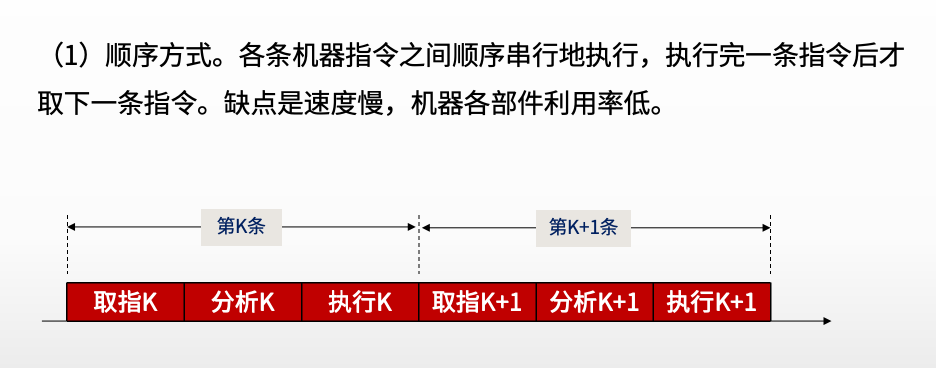 （1）顺序方式。各条机器指令之间顺序串行地执行，执行完一条指令后才
取下一条指令。缺点是速度慢，机器各部件利用率低。
第K条
第K+1条
取指K
分析K
执行K
取指K+1
分析K+1
执行K+1